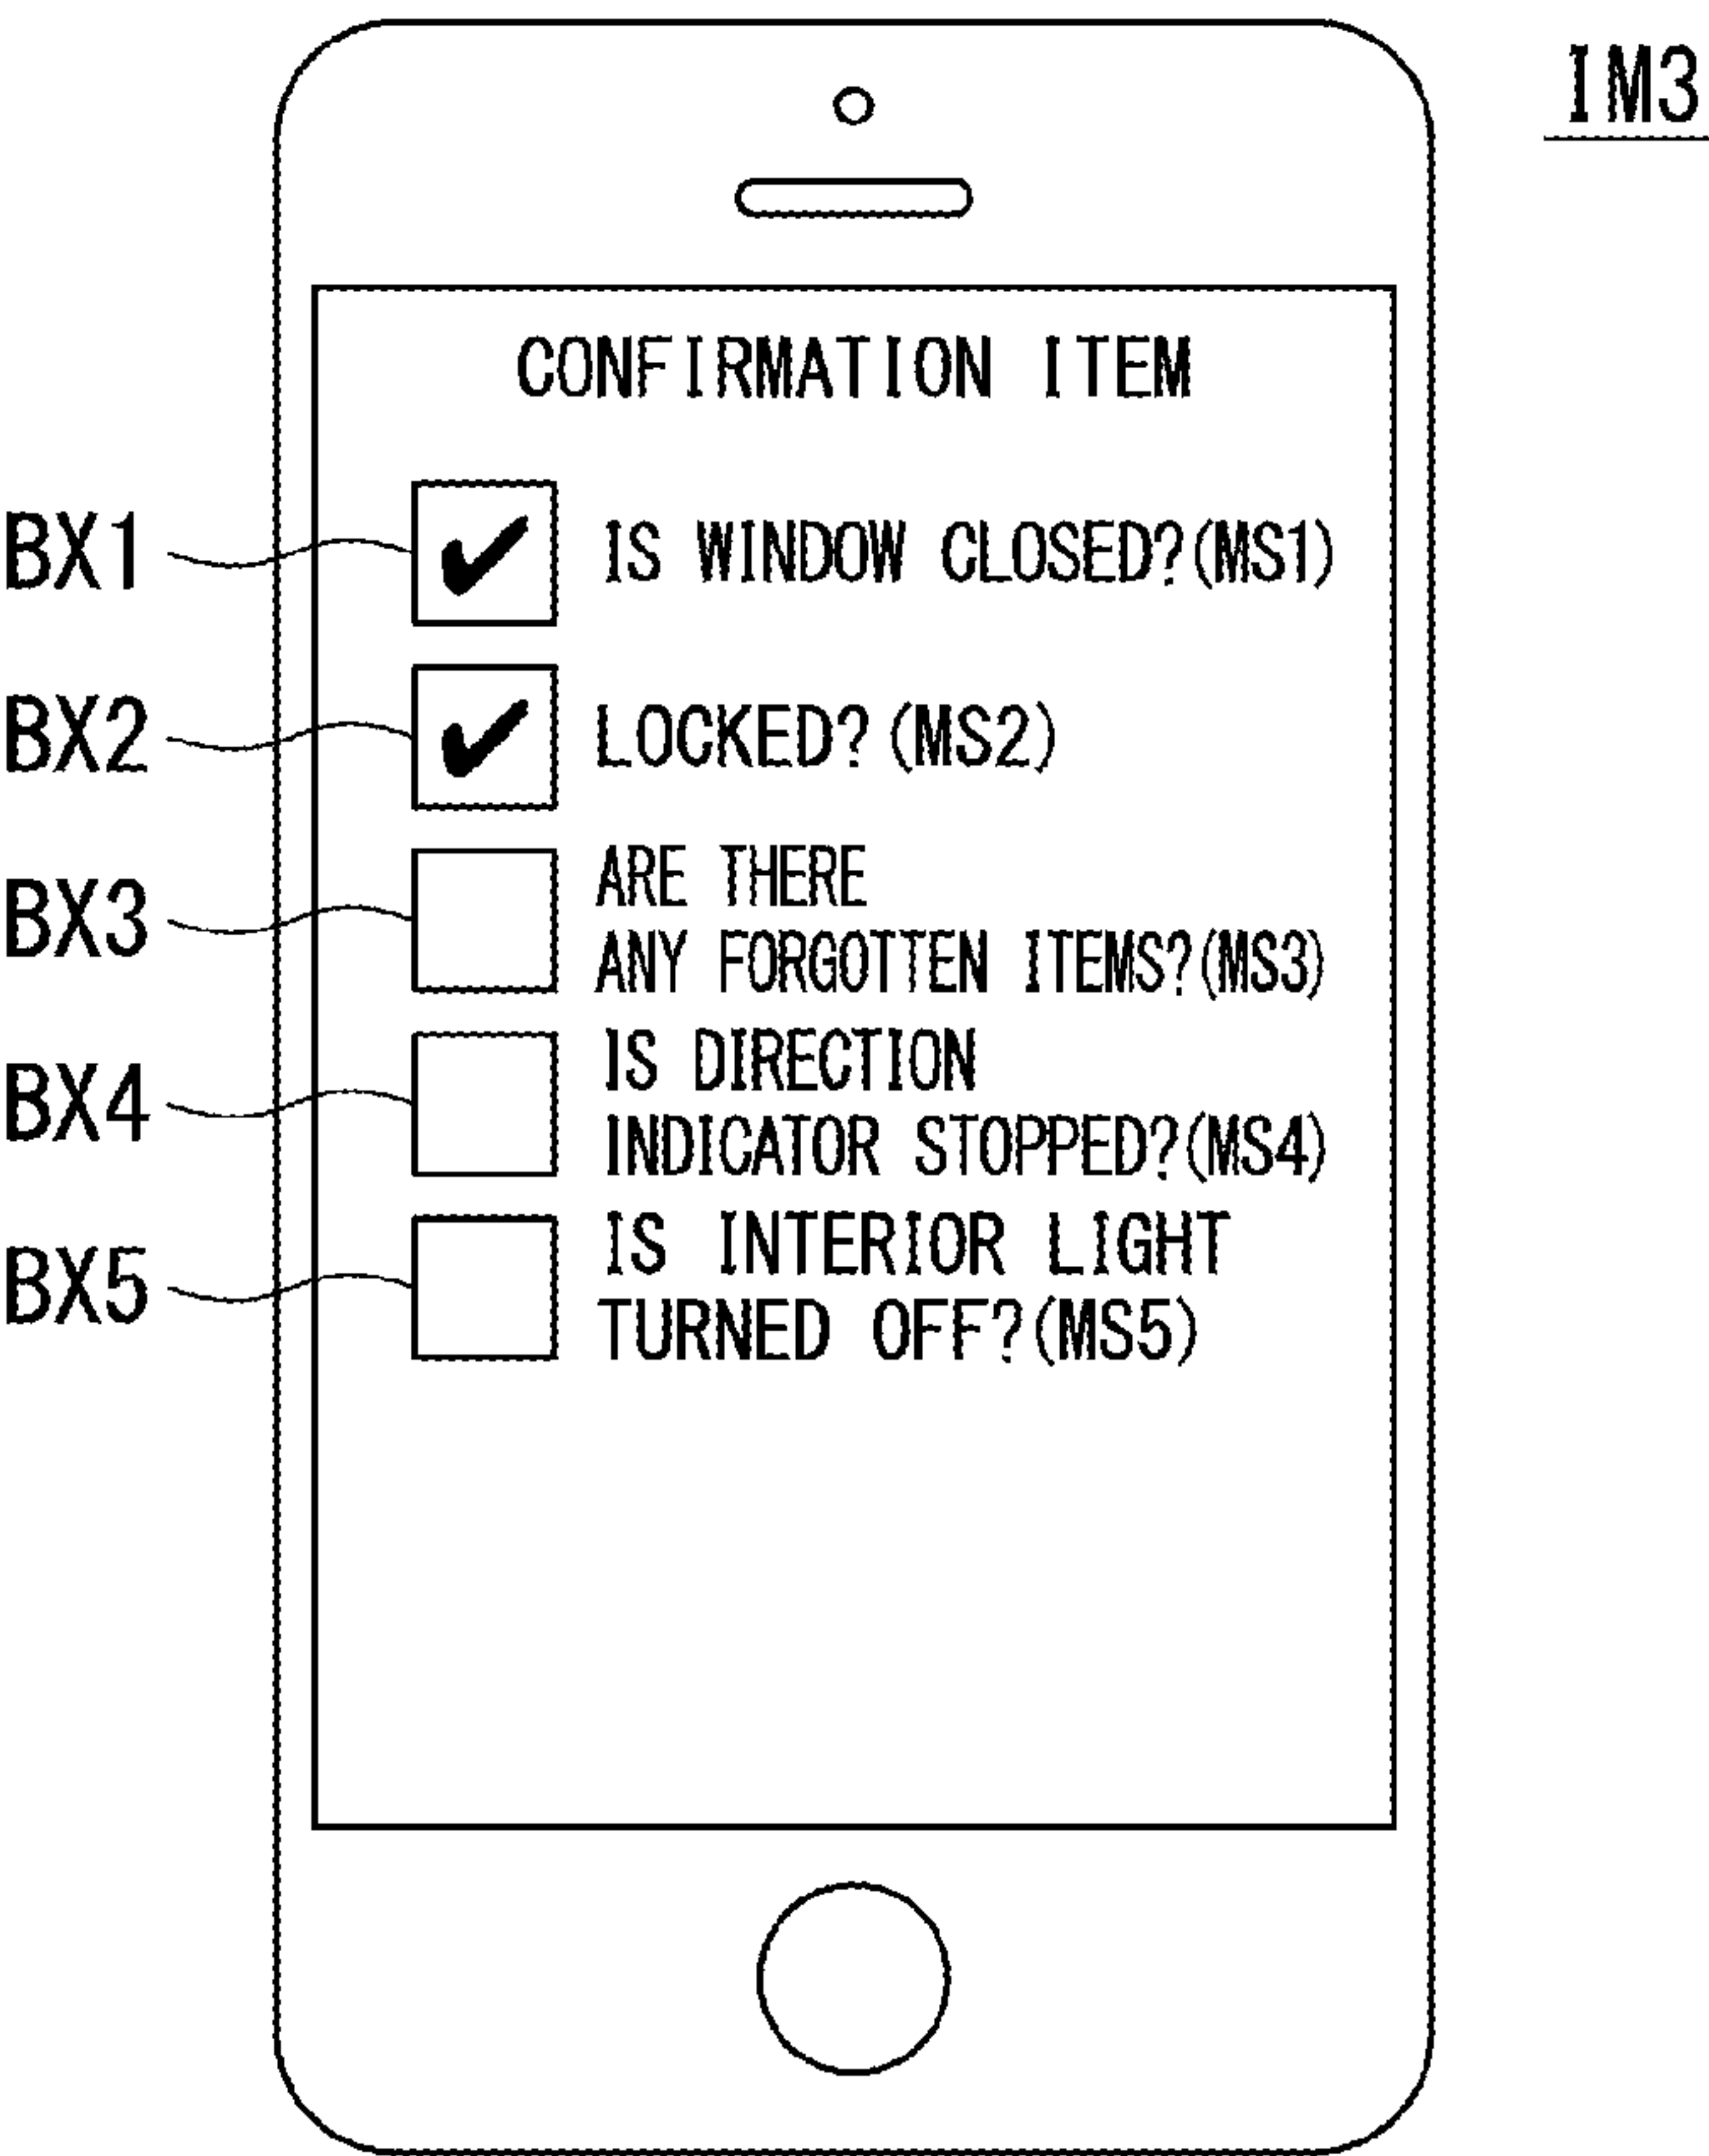 IM3
CONFIRMATION ITEM
BX1 IS WINDOW CLOSED?(MS1)
BX2 LOCKED?(MS2)
ARE THERE
BX3 ANY FORGOTTEN ITEMS?(MS3)
IS DIRECTION
BX4 INDICATOR STOPPED?(MS4)
IS INTERIOR LIGHT
BX5 TURNED OFF?(MS5)